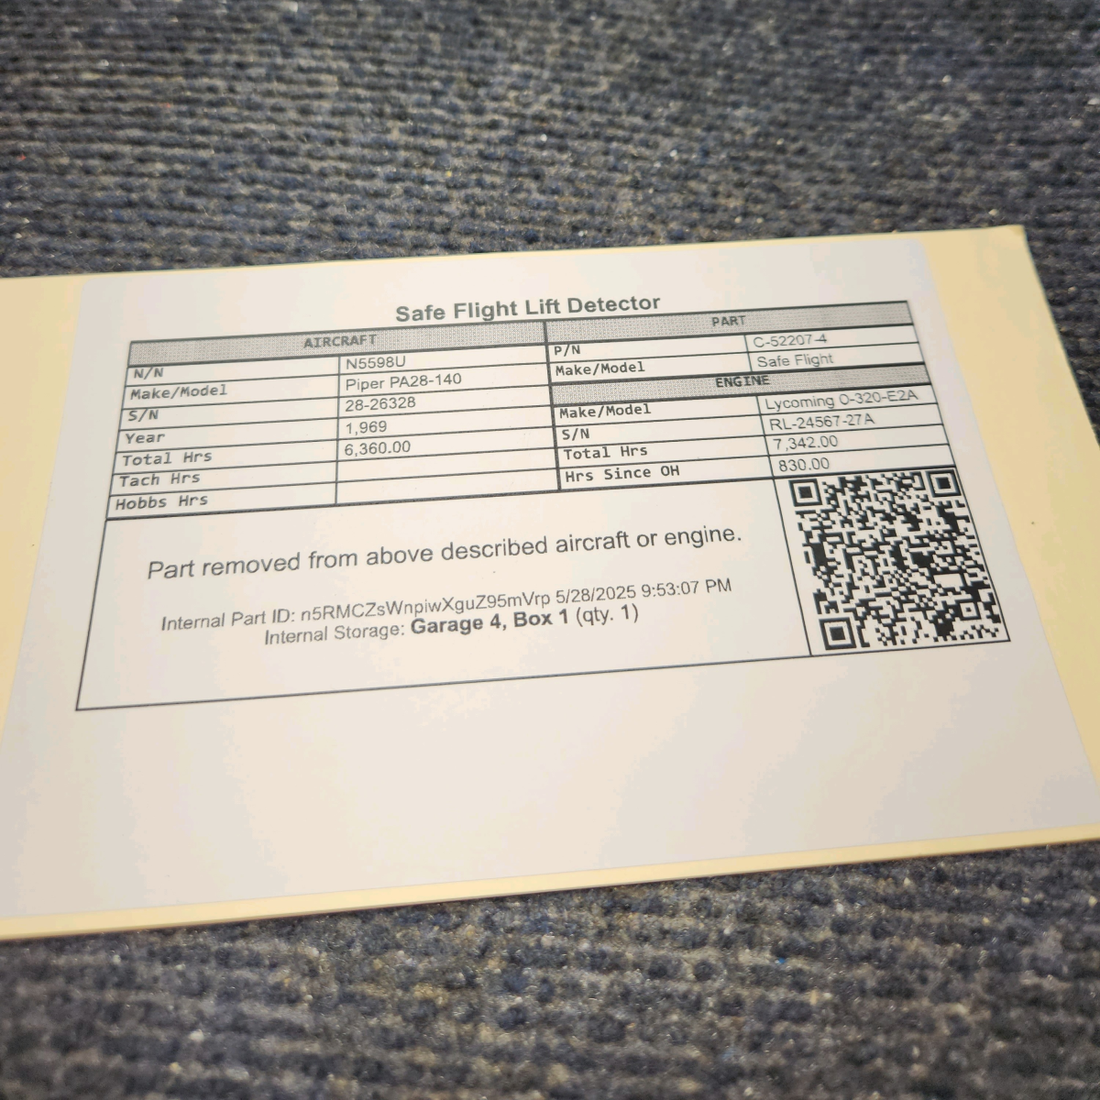 Safe Flight Lift Detector
AIRCRAFT
N/N N5598U
Make/Model Piper PA28-140
S/N 28-26328
Year 1,969
Total Hrs 6,360.00
Tach Hrs
Hobbs Hrs
PART
P/N C-52207-4
Make/Model Safe Flight
ENGINE
Make/Model Lycoming O-320-E2A
S/N RL-24567-27A
Total Hrs 7,342.00
Hrs Since OH 830.00
Part removed from above described aircraft or engine.
Internal Part ID: n5RMCZsWnpiwXguZ95mVrp 5/28/2025 9:53:07 PM
Internal Storage: Garage 4, Box 1 (qty. 1)